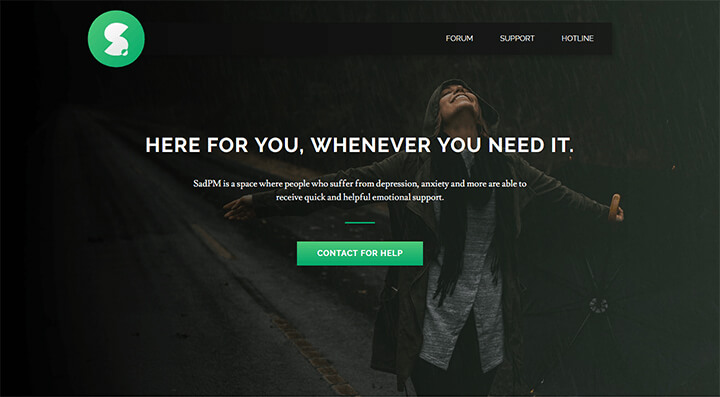 S.
FORUM SUPPORT HOTLINE
HERE FOR YOU, WHENEVER YOU NEED IT.
SadPM is a space where people who suffer from depression, anxiety and more are able to
receive quick and helpful emotional support.
CONTACT FOR HELP